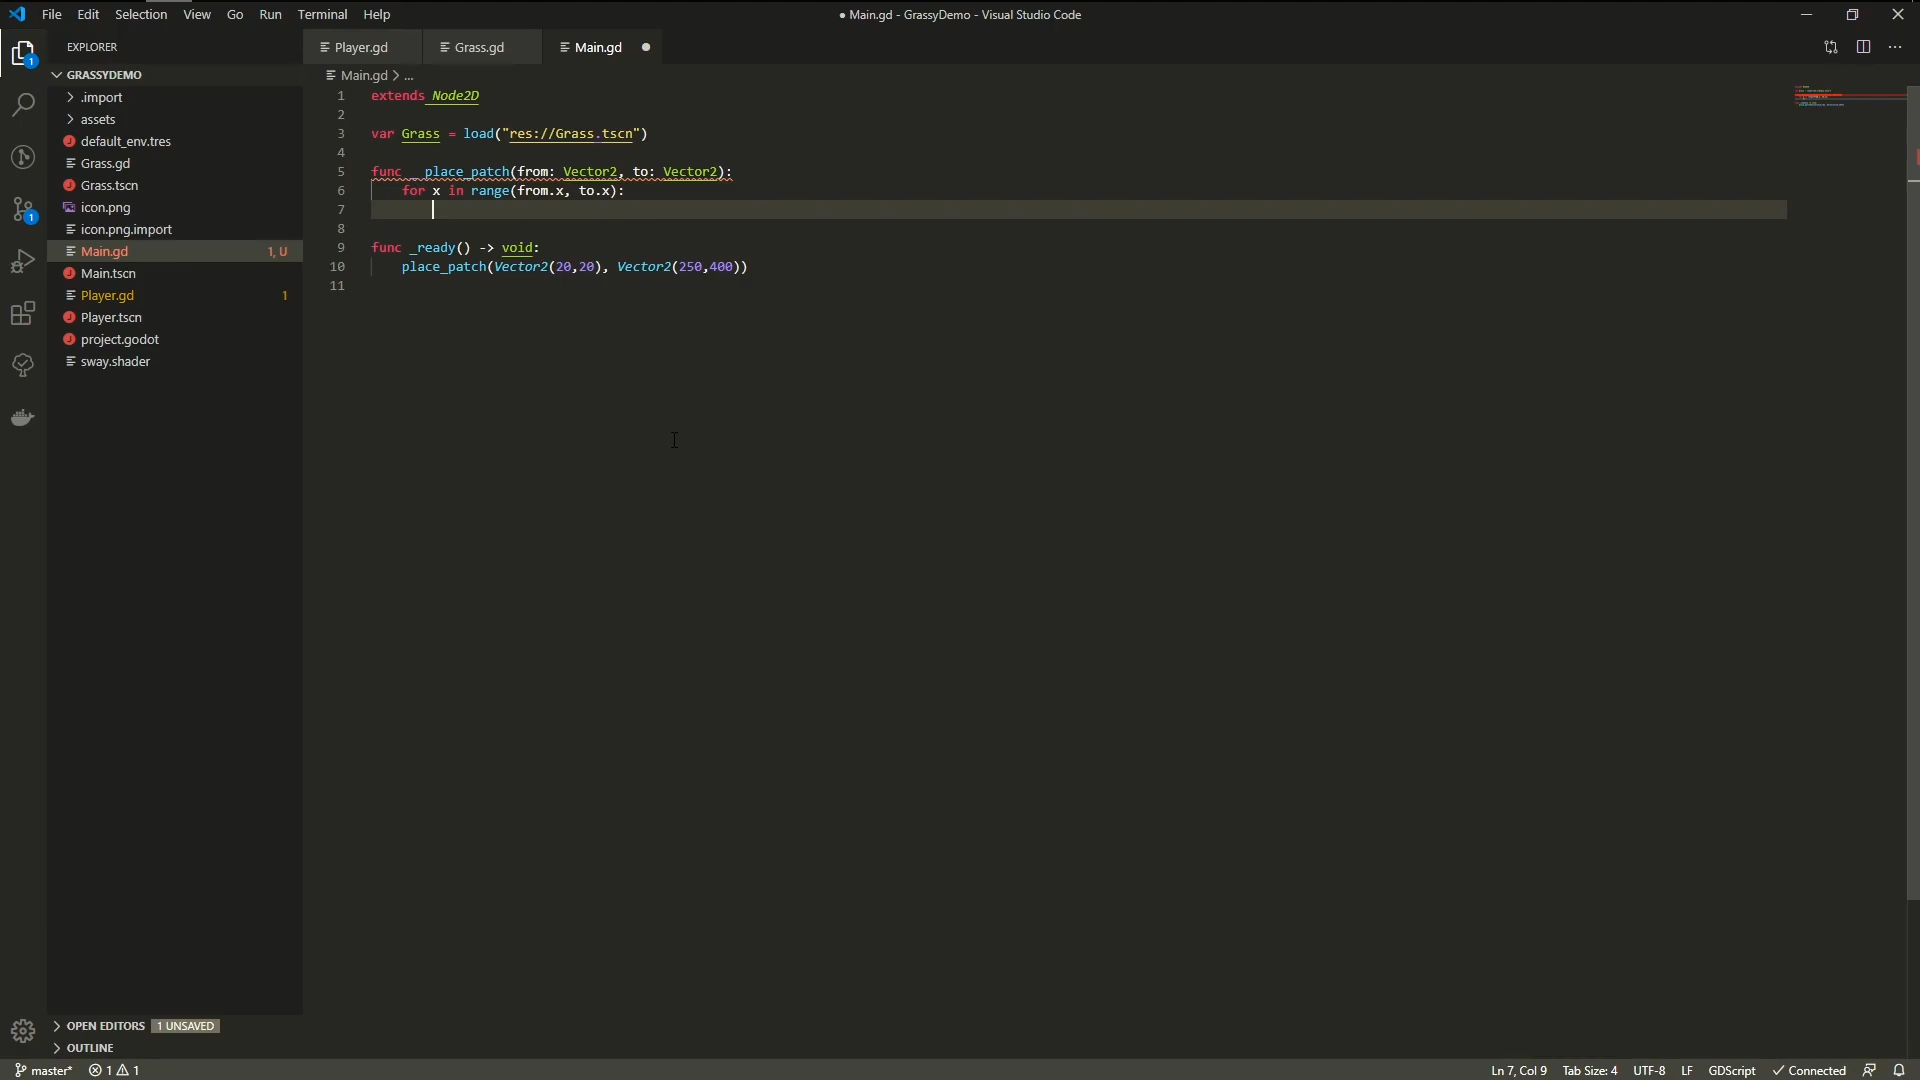 File Edit Selection View Go Run Terminal Help
● Main.gd - GrassyDemo - Visual Studio Code
EXPLORER
Player.gd
Grass.gd
Main.gd
GRASSYDEMO
.import
assets
default_env.tres
Grass.gd
Grass.tscn
icon.png
icon.png.import
Main.gd 1, U
Main.tscn
Player.gd 1
Player.tscn
project.godot
sway.shader
Main.gd > ...
1 extends Node2D
2
3 var Grass = load("res://Grass.tscn")
4
5 func _ place_patch(from: Vector2, to: Vector2):
6 for x in range(from.x, to.x):
7
8
9 func _ready() -> void:
10 place_patch(Vector2(20,20), Vector2(250,400))
11
1
1
OPEN EDITORS 1 UNSAVED
OUTLINE
master* 1 1
Ln 7, Col 9 Tab Size: 4 UTF-8 LF GDScript Connected